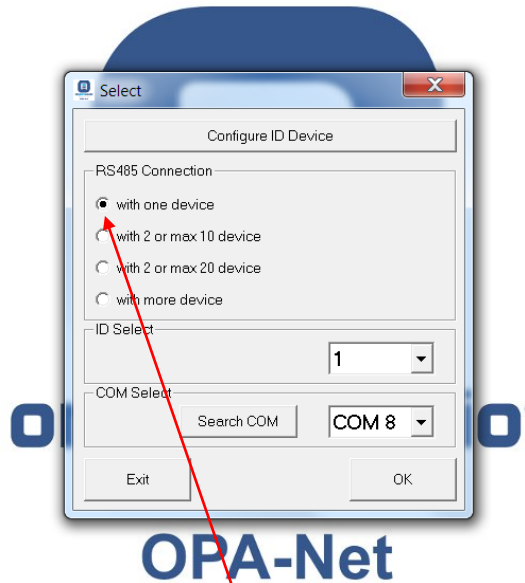 Select
Configure ID Device
RS485 Connection
with one device
with 2 or max 10 device
with 2 or max 20 device
with more device
ID Select
1
COM Select
Search COM
COM 8
Exit
OK
OPA-Net